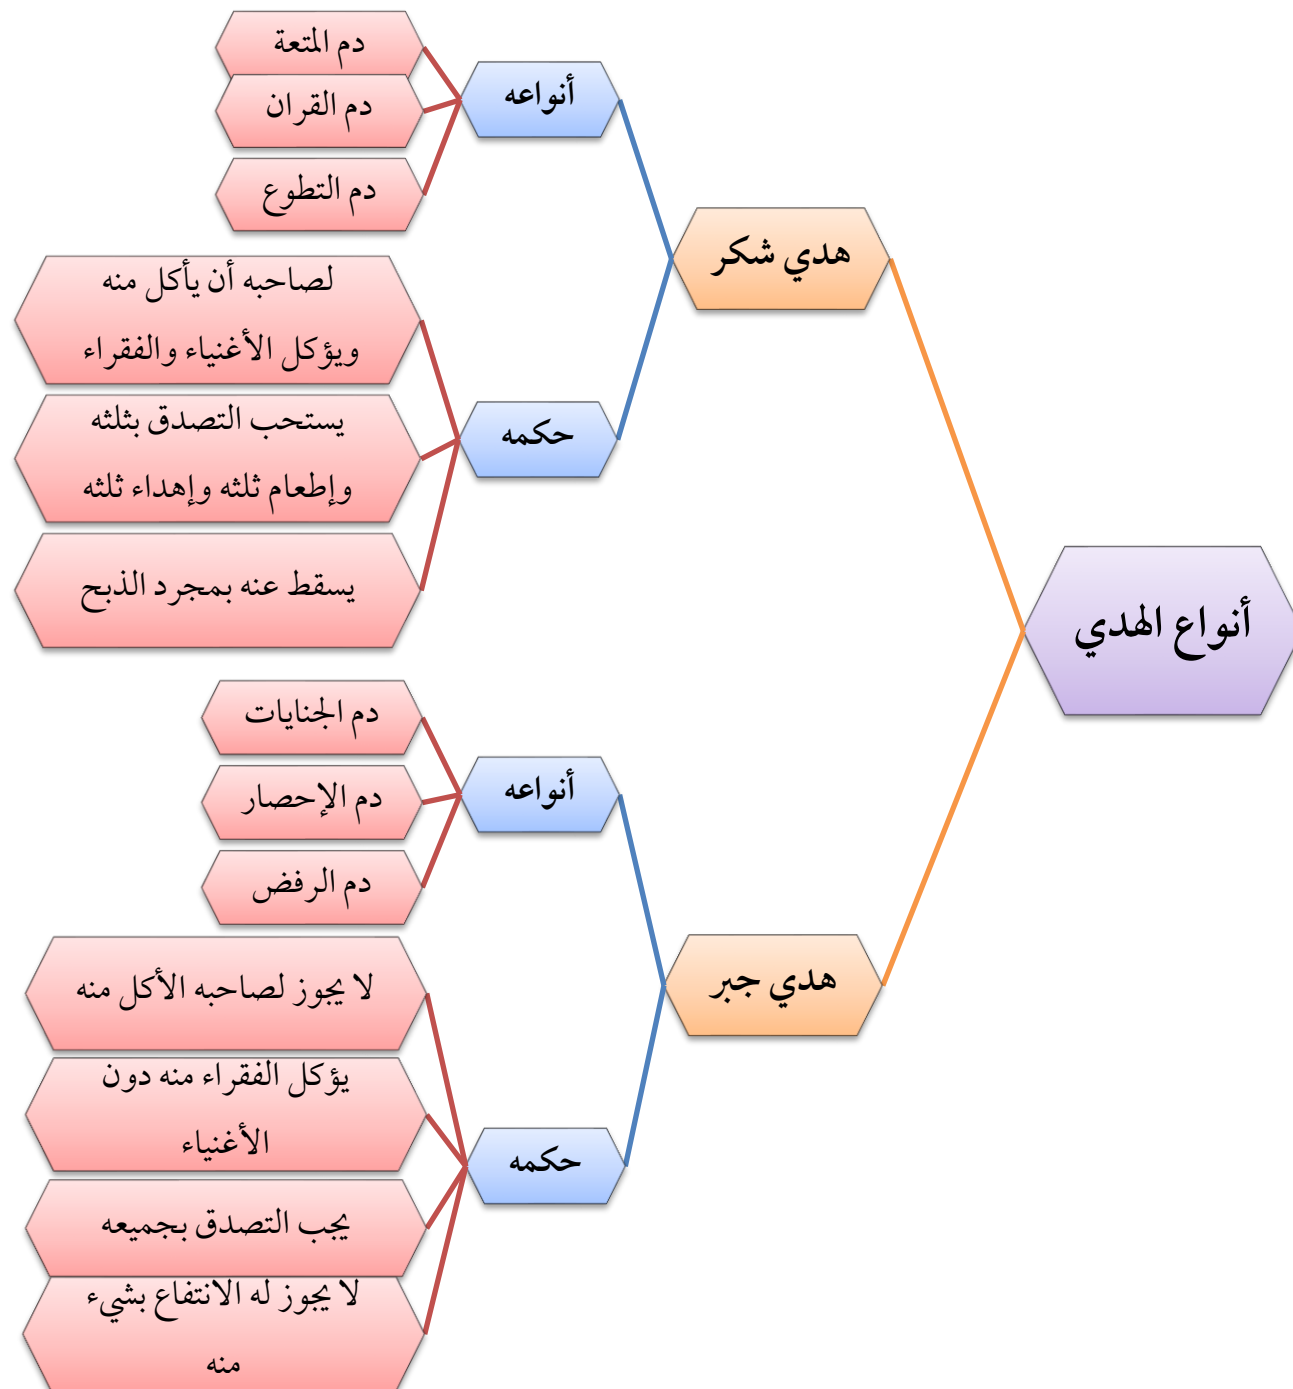 أنواع الهدي
هدي شكر
أنواعه
دم المتعة
دم القران
دم التطوع
حكمه
لصاحبه أن يأكل منه
ويؤكل الأغنياء والفقراء
يستحب التصدق بثلثه
وإطعام ثلثه وإهداء ثلثه
يسقط عنه بمجرد الذبح
هدي جبر
أنواعه
دم الجنايات
دم الإحصار
دم الرفض
حكمه
لا يجوز لصاحبه الأكل منه
يؤكل الفقراء منه دون
الأغنياء
يجب التصدق بجميعه
لا يجوز له الانتفاع بشيء
منه